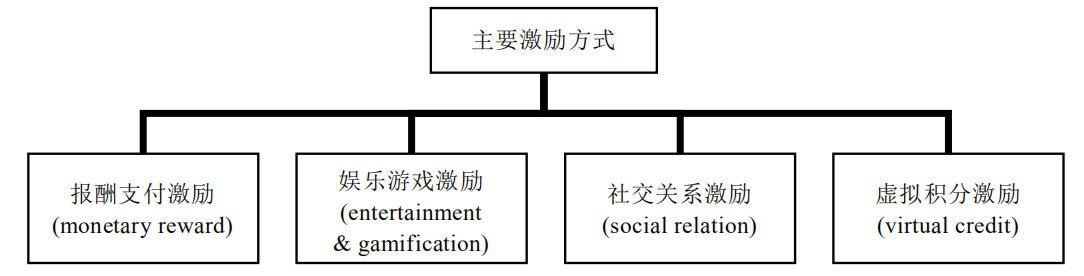 主要激励方式
报酬支付激励
(monetary reward)
娱乐游戏激励
(entertainment
& gamification)
社交关系激励
(social relation)
虚拟积分激励
(virtual credit)